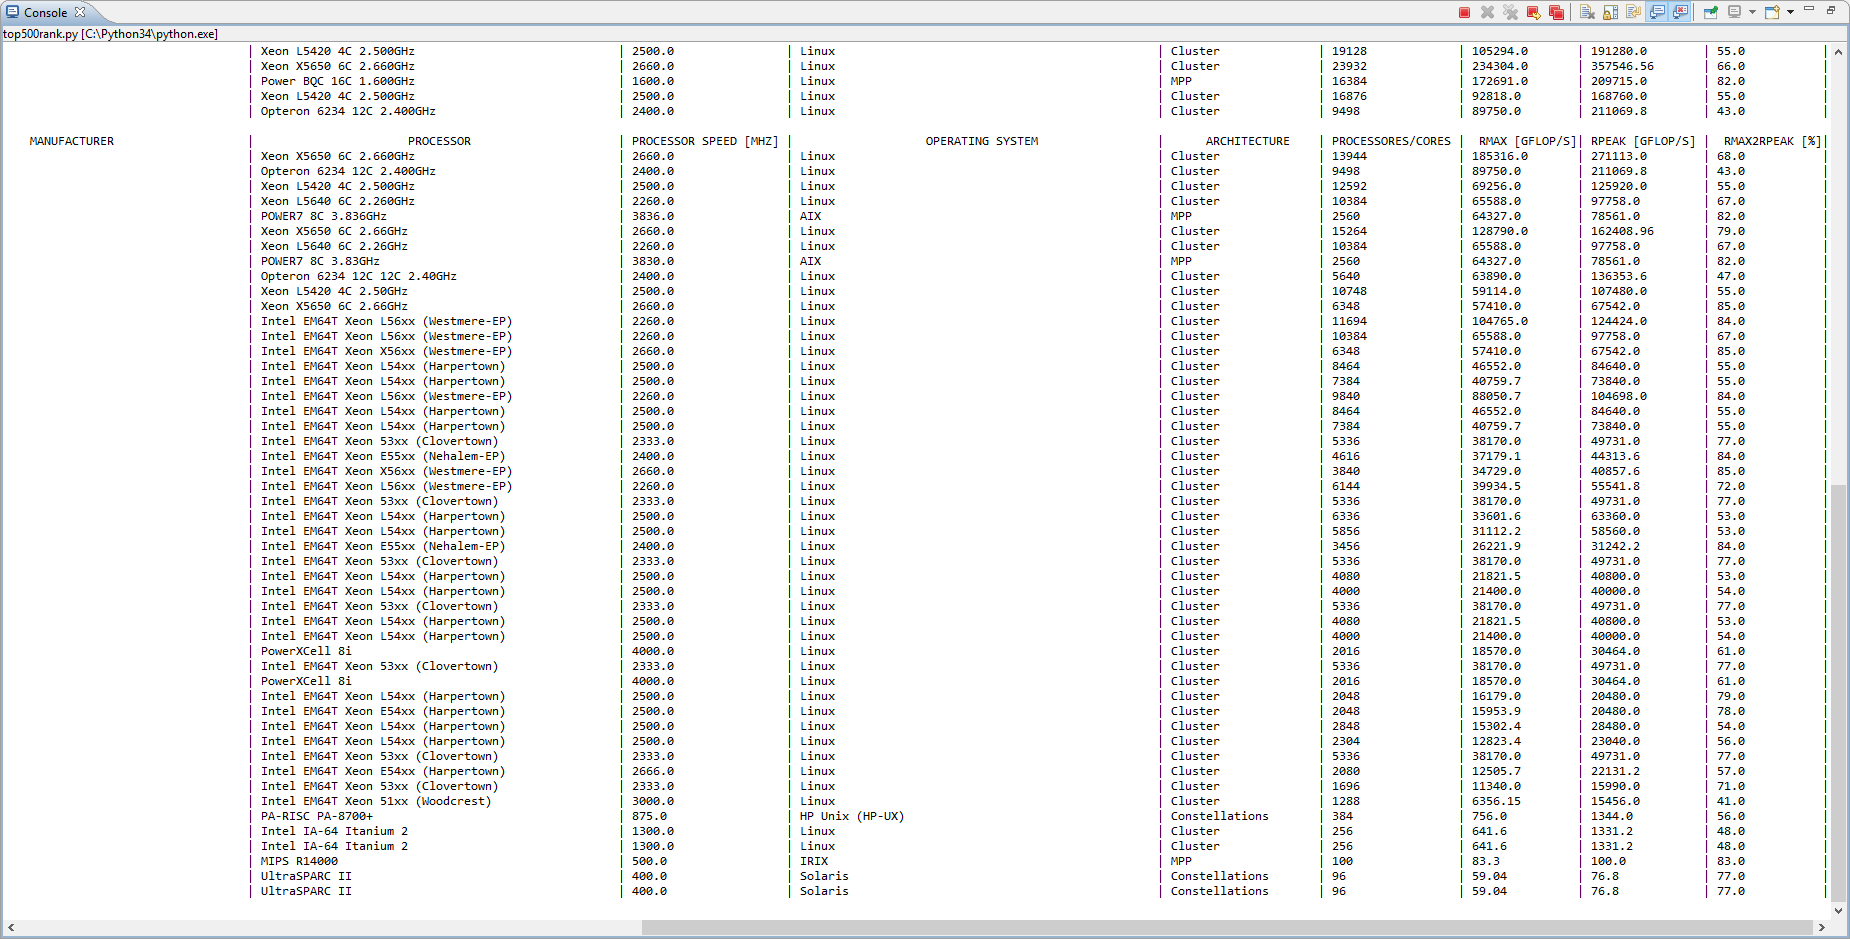 Console
top500rank.py [C:\Python34\python.exe]
| Xeon L5420 4C 2.500GHz | 2500.0 | Linux | Cluster | 19128 | 105294.0 | 191280.0 | 55.0 |
| Xeon X5650 6C 2.660GHz | 2660.0 | Linux | Cluster | 23932 | 234304.0 | 357546.56 | 66.0 |
| Power BQC 16C 1.600GHz | 1600.0 | Linux | MPP | 16384 | 172691.0 | 209715.0 | 82.0 |
| Xeon L5420 4C 2.500GHz | 2500.0 | Linux | Cluster | 16876 | 92818.0 | 168760.0 | 55.0 |
| Opteron 6234 12C 2.400GHz | 2400.0 | Linux | Cluster | 9498 | 89750.0 | 211069.8 | 43.0 |
MANUFACTURER | PROCESSOR | PROCESSOR SPEED [MHZ] | OPERATING SYSTEM | ARCHITECTURE | PROCESSORES/CORES | RMAX [GFLOP/S]| RPEAK [GFLOP/S] | RMAX2RPEAK [%]|
| Xeon X5650 6C 2.660GHz | 2660.0 | Linux | Cluster | 13944 | 185316.0 | 271113.0 | 68.0 |
| Opteron 6234 12C 2.400GHz | 2400.0 | Linux | Cluster | 9498 | 89750.0 | 211069.8 | 43.0 |
| Xeon L5420 4C 2.500GHz | 2500.0 | Linux | Cluster | 12592 | 69256.0 | 125920.0 | 55.0 |
| Xeon L5640 6C 2.260GHz | 2260.0 | Linux | Cluster | 10384 | 65588.0 | 97758.0 | 67.0 |
| POWER7 8C 3.836GHz | 3836.0 | AIX | MPP | 2560 | 64327.0 | 78561.0 | 82.0 |
| Xeon X5650 6C 2.66GHz | 2660.0 | Linux | Cluster | 15264 | 128790.0 | 162408.96 | 79.0 |
| Xeon L5640 6C 2.26GHz | 2260.0 | Linux | Cluster | 10384 | 65588.0 | 97758.0 | 67.0 |
| POWER7 8C 3.83GHz | 3830.0 | AIX | MPP | 2560 | 64327.0 | 78561.0 | 82.0 |
| Opteron 6234 12C 12C 2.40GHz | 2400.0 | Linux | Cluster | 5640 | 63890.0 | 136353.6 | 47.0 |
| Xeon L5420 4C 2.50GHz | 2500.0 | Linux | Cluster | 10748 | 59114.0 | 107480.0 | 55.0 |
| Xeon X5650 6C 2.66GHz | 2660.0 | Linux | Cluster | 6348 | 57410.0 | 67542.0 | 85.0 |
| Intel EM64T Xeon L56xx (Westmere-EP) | 2260.0 | Linux | Cluster | 11694 | 104765.0 | 124424.0 | 84.0 |
| Intel EM64T Xeon L56xx (Westmere-EP) | 2260.0 | Linux | Cluster | 10384 | 65588.0 | 97758.0 | 67.0 |
| Intel EM64T Xeon X56xx (Westmere-EP) | 2660.0 | Linux | Cluster | 6348 | 57410.0 | 67542.0 | 85.0 |
| Intel EM64T Xeon L54xx (Harpertown) | 2500.0 | Linux | Cluster | 8464 | 46552.0 | 84640.0 | 55.0 |
| Intel EM64T Xeon L54xx (Harpertown) | 2500.0 | Linux | Cluster | 7384 | 40759.7 | 73840.0 | 55.0 |
| Intel EM64T Xeon L56xx (Westmere-EP) | 2260.0 | Linux | Cluster | 9840 | 88050.7 | 104698.0 | 84.0 |
| Intel EM64T Xeon L54xx (Harpertown) | 2500.0 | Linux | Cluster | 8464 | 46552.0 | 84640.0 | 55.0 |
| Intel EM64T Xeon L54xx (Harpertown) | 2500.0 | Linux | Cluster | 7384 | 40759.7 | 73840.0 | 55.0 |
| Intel EM64T Xeon 53xx (Clovertown) | 2333.0 | Linux | Cluster | 5336 | 38170.0 | 49731.0 | 77.0 |
| Intel EM64T Xeon E55xx (Nehalem-EP) | 2400.0 | Linux | Cluster | 4616 | 37179.1 | 44313.6 | 84.0 |
| Intel EM64T Xeon X56xx (Westmere-EP) | 2660.0 | Linux | Cluster | 3840 | 34729.0 | 40857.6 | 85.0 |
| Intel EM64T Xeon L56xx (Westmere-EP) | 2260.0 | Linux | Cluster | 6144 | 39934.5 | 55541.8 | 72.0 |
| Intel EM64T Xeon 53xx (Clovertown) | 2333.0 | Linux | Cluster | 5336 | 38170.0 | 49731.0 | 77.0 |
| Intel EM64T Xeon L54xx (Harpertown) | 2500.0 | Linux | Cluster | 6336 | 33601.6 | 63360.0 | 53.0 |
| Intel EM64T Xeon L54xx (Harpertown) | 2500.0 | Linux | Cluster | 5856 | 31112.2 | 58560.0 | 53.0 |
| Intel EM64T Xeon E55xx (Nehalem-EP) | 2400.0 | Linux | Cluster | 3456 | 26221.9 | 31242.2 | 84.0 |
| Intel EM64T Xeon 53xx (Clovertown) | 2333.0 | Linux | Cluster | 5336 | 38170.0 | 49731.0 | 77.0 |
| Intel EM64T Xeon L54xx (Harpertown) | 2500.0 | Linux | Cluster | 4080 | 21821.5 | 40800.0 | 53.0 |
| Intel EM64T Xeon L54xx (Harpertown) | 2500.0 | Linux | Cluster | 4000 | 21400.0 | 40000.0 | 54.0 |
| Intel EM64T Xeon 53xx (Clovertown) | 2333.0 | Linux | Cluster | 5336 | 38170.0 | 49731.0 | 77.0 |
| Intel EM64T Xeon L54xx (Harpertown) | 2500.0 | Linux | Cluster | 4080 | 21821.5 | 40800.0 | 53.0 |
| Intel EM64T Xeon L54xx (Harpertown) | 2500.0 | Linux | Cluster | 4000 | 21400.0 | 40000.0 | 54.0 |
| PowerXCell 8i | 4000.0 | Linux | Cluster | 2016 | 18570.0 | 30464.0 | 61.0 |
| Intel EM64T Xeon 53xx (Clovertown) | 2333.0 | Linux | Cluster | 5336 | 38170.0 | 49731.0 | 77.0 |
| PowerXCell 8i | 4000.0 | Linux | Cluster | 2016 | 18570.0 | 30464.0 | 61.0 |
| Intel EM64T Xeon L54xx (Harpertown) | 2500.0 | Linux | Cluster | 2048 | 16179.0 | 20480.0 | 79.0 |
| Intel EM64T Xeon E54xx (Harpertown) | 2500.0 | Linux | Cluster | 2048 | 15953.9 | 20480.0 | 78.0 |
| Intel EM64T Xeon L54xx (Harpertown) | 2500.0 | Linux | Cluster | 2848 | 15302.4 | 28480.0 | 54.0 |
| Intel EM64T Xeon L54xx (Harpertown) | 2500.0 | Linux | Cluster | 2304 | 12823.4 | 23040.0 | 56.0 |
| Intel EM64T Xeon 53xx (Clovertown) | 2333.0 | Linux | Cluster | 5336 | 38170.0 | 49731.0 | 77.0 |
| Intel EM64T Xeon E54xx (Harpertown) | 2666.0 | Linux | Cluster | 2080 | 12505.7 | 22131.2 | 57.0 |
| Intel EM64T Xeon 53xx (Clovertown) | 2333.0 | Linux | Cluster | 1696 | 11340.0 | 15990.0 | 71.0 |
| Intel EM64T Xeon 51xx (Woodcrest) | 3000.0 | Linux | Cluster | 1288 | 6356.15 | 15456.0 | 41.0 |
| PA-RISC PA-8700+ | 875.0 | HP Unix (HP-UX) | Constellations | 384 | 756.0 | 1344.0 | 56.0 |
| Intel IA-64 Itanium 2 | 1300.0 | Linux | Cluster | 256 | 641.6 | 1331.2 | 48.0 |
| Intel IA-64 Itanium 2 | 1300.0 | Linux | Cluster | 256 | 641.6 | 1331.2 | 48.0 |
| MIPS R14000 | 500.0 | IRIX | MPP | 100 | 83.3 | 100.0 | 83.0 |
| UltraSPARC II | 400.0 | Solaris | Constellations | 96 | 59.04 | 76.8 | 77.0 |
| UltraSPARC II | 400.0 | Solaris | Constellations | 96 | 59.04 | 76.8 | 77.0 |